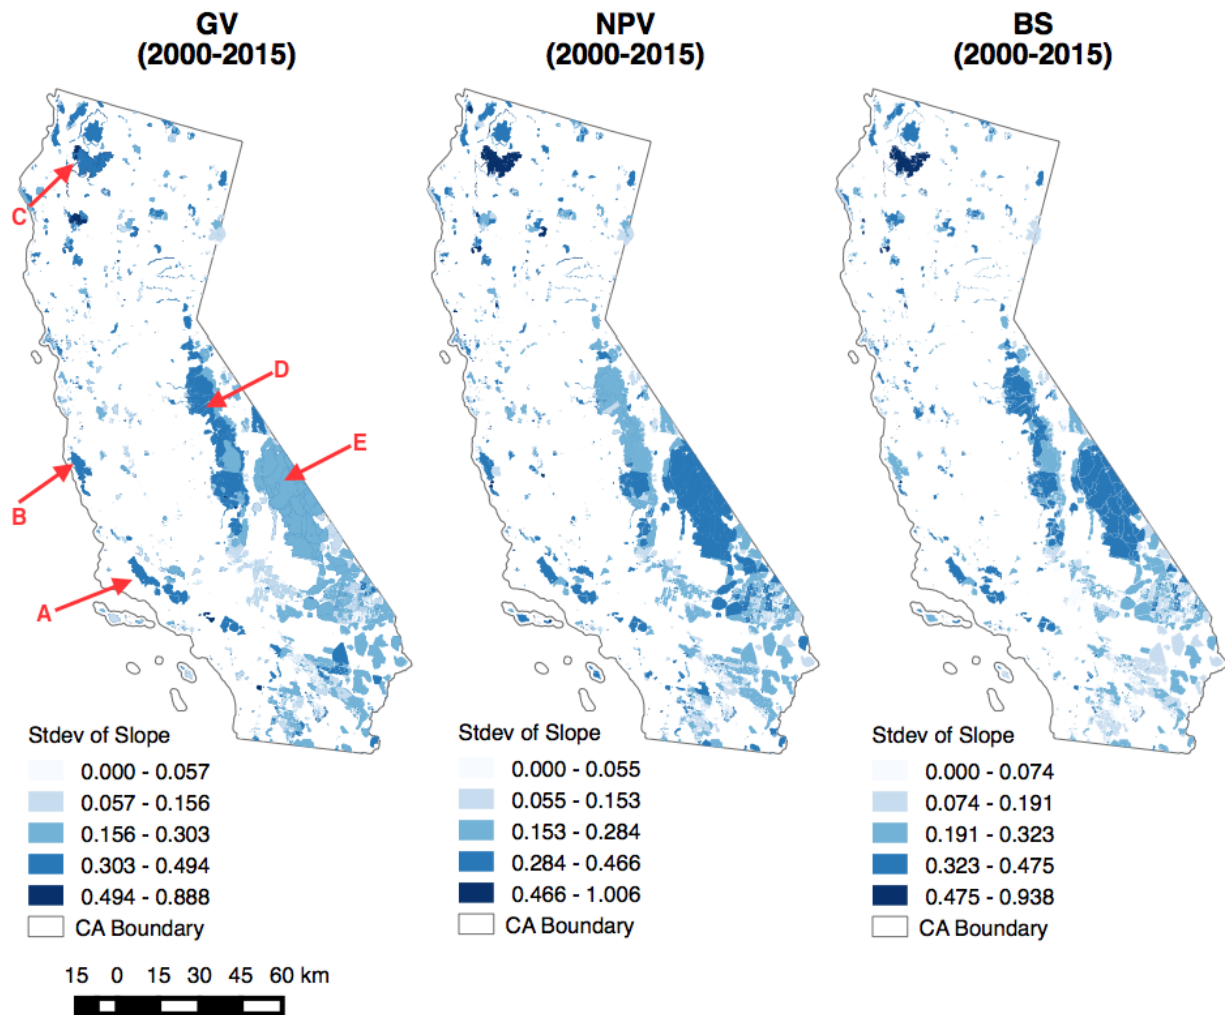 GV
(2000-2015)
NPV
(2000-2015)
BS
(2000-2015)
C
D
E
B
A
Stdev of Slope
0.000 - 0.057
0.057 - 0.156
0.156 - 0.303
0.303 - 0.494
0.494 - 0.888
CA Boundary
Stdev of Slope
0.000 - 0.055
0.055 - 0.153
0.153 - 0.284
0.284 - 0.466
0.466 - 1.006
CA Boundary
Stdev of Slope
0.000 - 0.074
0.074 - 0.191
0.191 - 0.323
0.323 - 0.475
0.475 - 0.938
CA Boundary
15 0 15 30 45 60 km